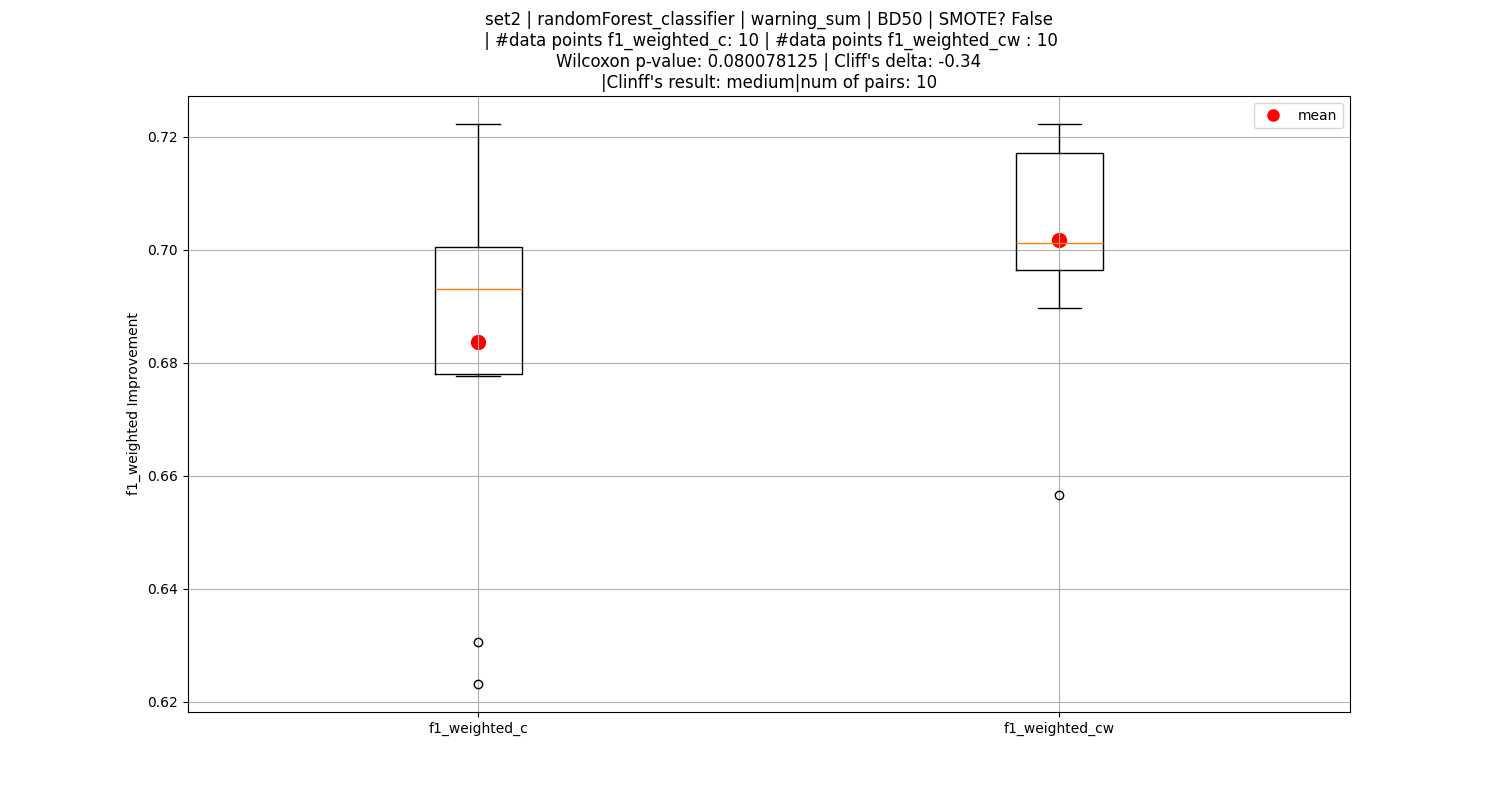 set2 | randomForest_classifier | warning_sum | BD50 | SMOTE? False
| #data points f1_weighted_c: 10 | #data points f1_weighted_cw : 10
Wilcoxon p-value: 0.080078125 | Cliff's delta: -0.34
|Clinff's result: medium|num of pairs: 10
mean
0.72
0.70
0.68
0.66
0.64
0.62
f1_weighted Improvement
f1_weighted_c
f1_weighted_cw